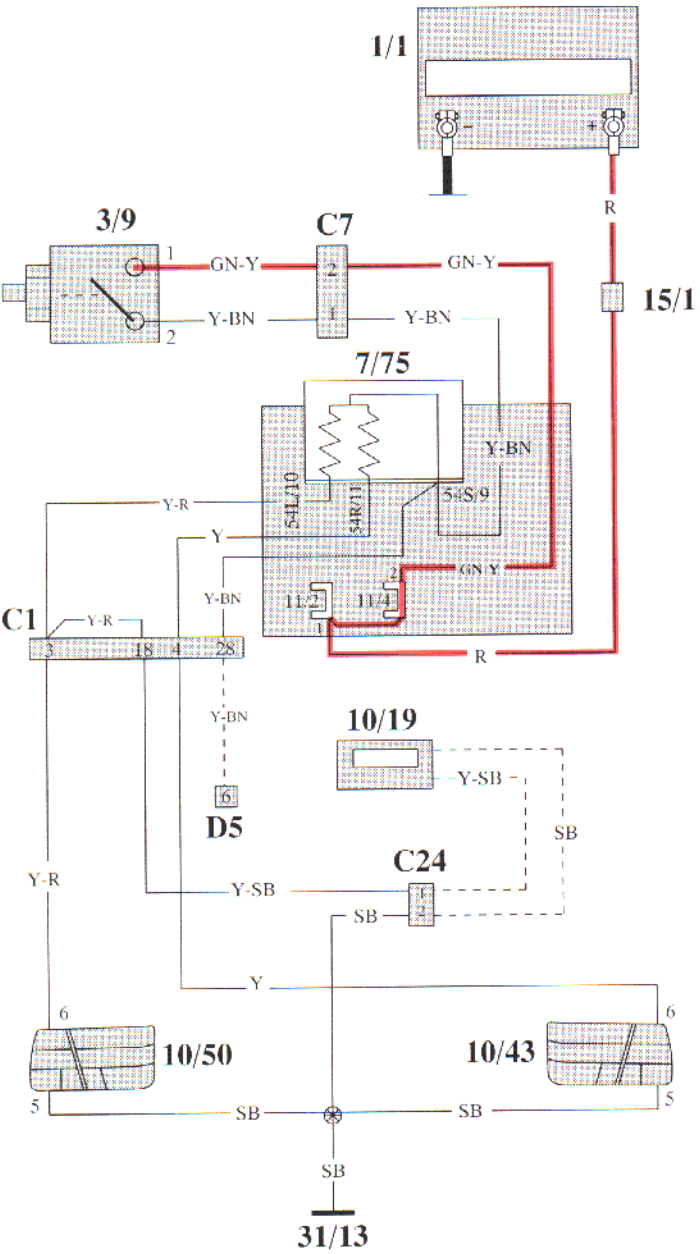 1/1
− +
R
3/9
C7
1
GN-Y
2
GN-Y
15/1
2
Y-BN
1
Y-BN
7/75
Y-BN
54L/10
54R/11
54S/9
Y-R
Y
GN-Y
2
11/2
11/4
Y-BN
1
C1
Y-R
3
18
4
28
R
Y-BN
10/19
6
Y-SB
D5
SB
C24
Y-R
Y-SB
1
SB
2
Y
6
6
10/50
10/43
5
5
SB
SB
SB
31/13